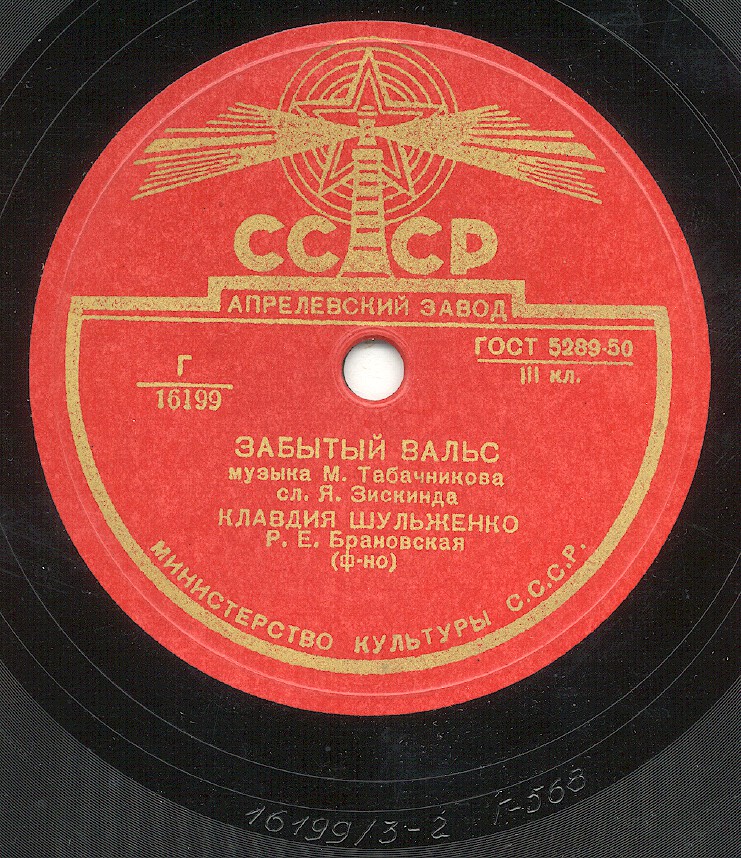 СССР
АПРЕЛЕВСКИЙ ЗАВОД
Г
16199
ГОСТ 5289-50
III кл.
ЗАБЫТЫЙ ВАЛЬС
музыка М. Табачникова
сл. Я. Зискинда
КЛАВДИЯ ШУЛЬЖЕНКО
Р. Е. Брановская
(ф-но)
МИНИСТЕРСТВО КУЛЬТУРЫ С.С.С.Р.
16199/3-2 Г-568